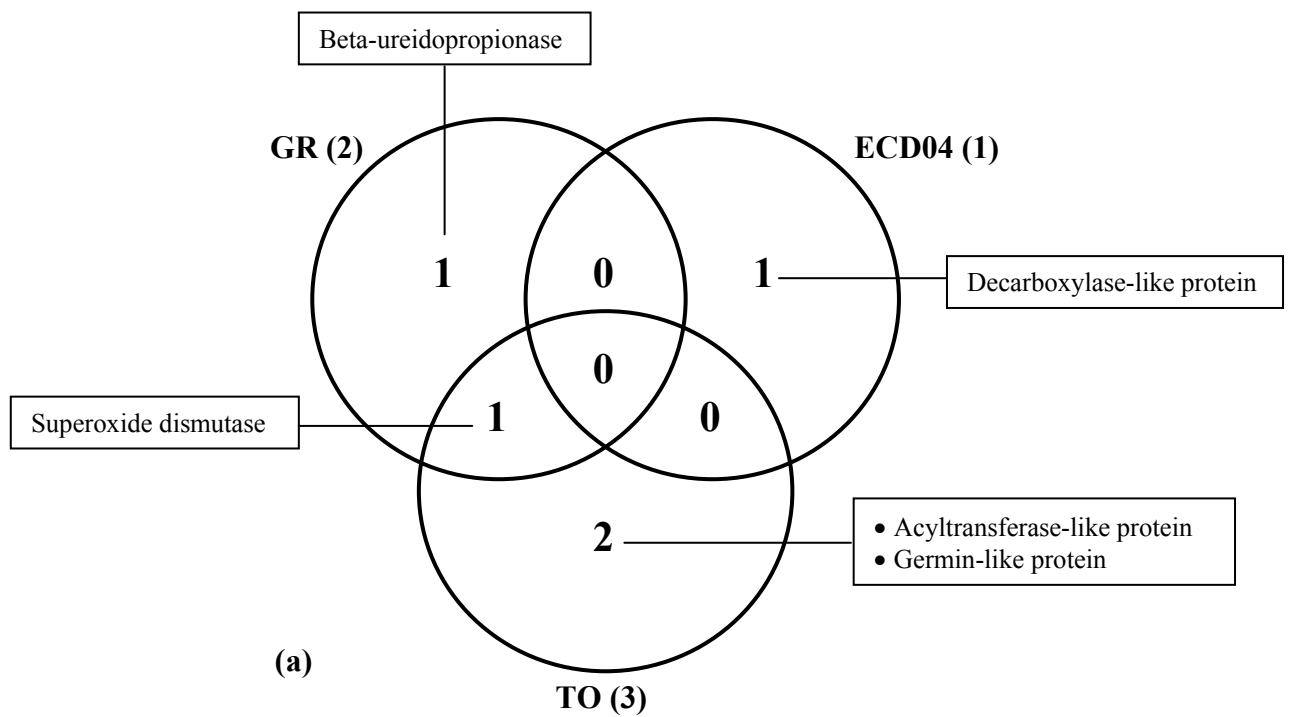 Beta-ureidopropionase
GR (2)
ECD04 (1)
1
0
1
Decarboxylase-like protein
0
Superoxide dismutase
1
0
2
• Acyltransferase-like protein
• Germin-like protein
(a)
TO (3)